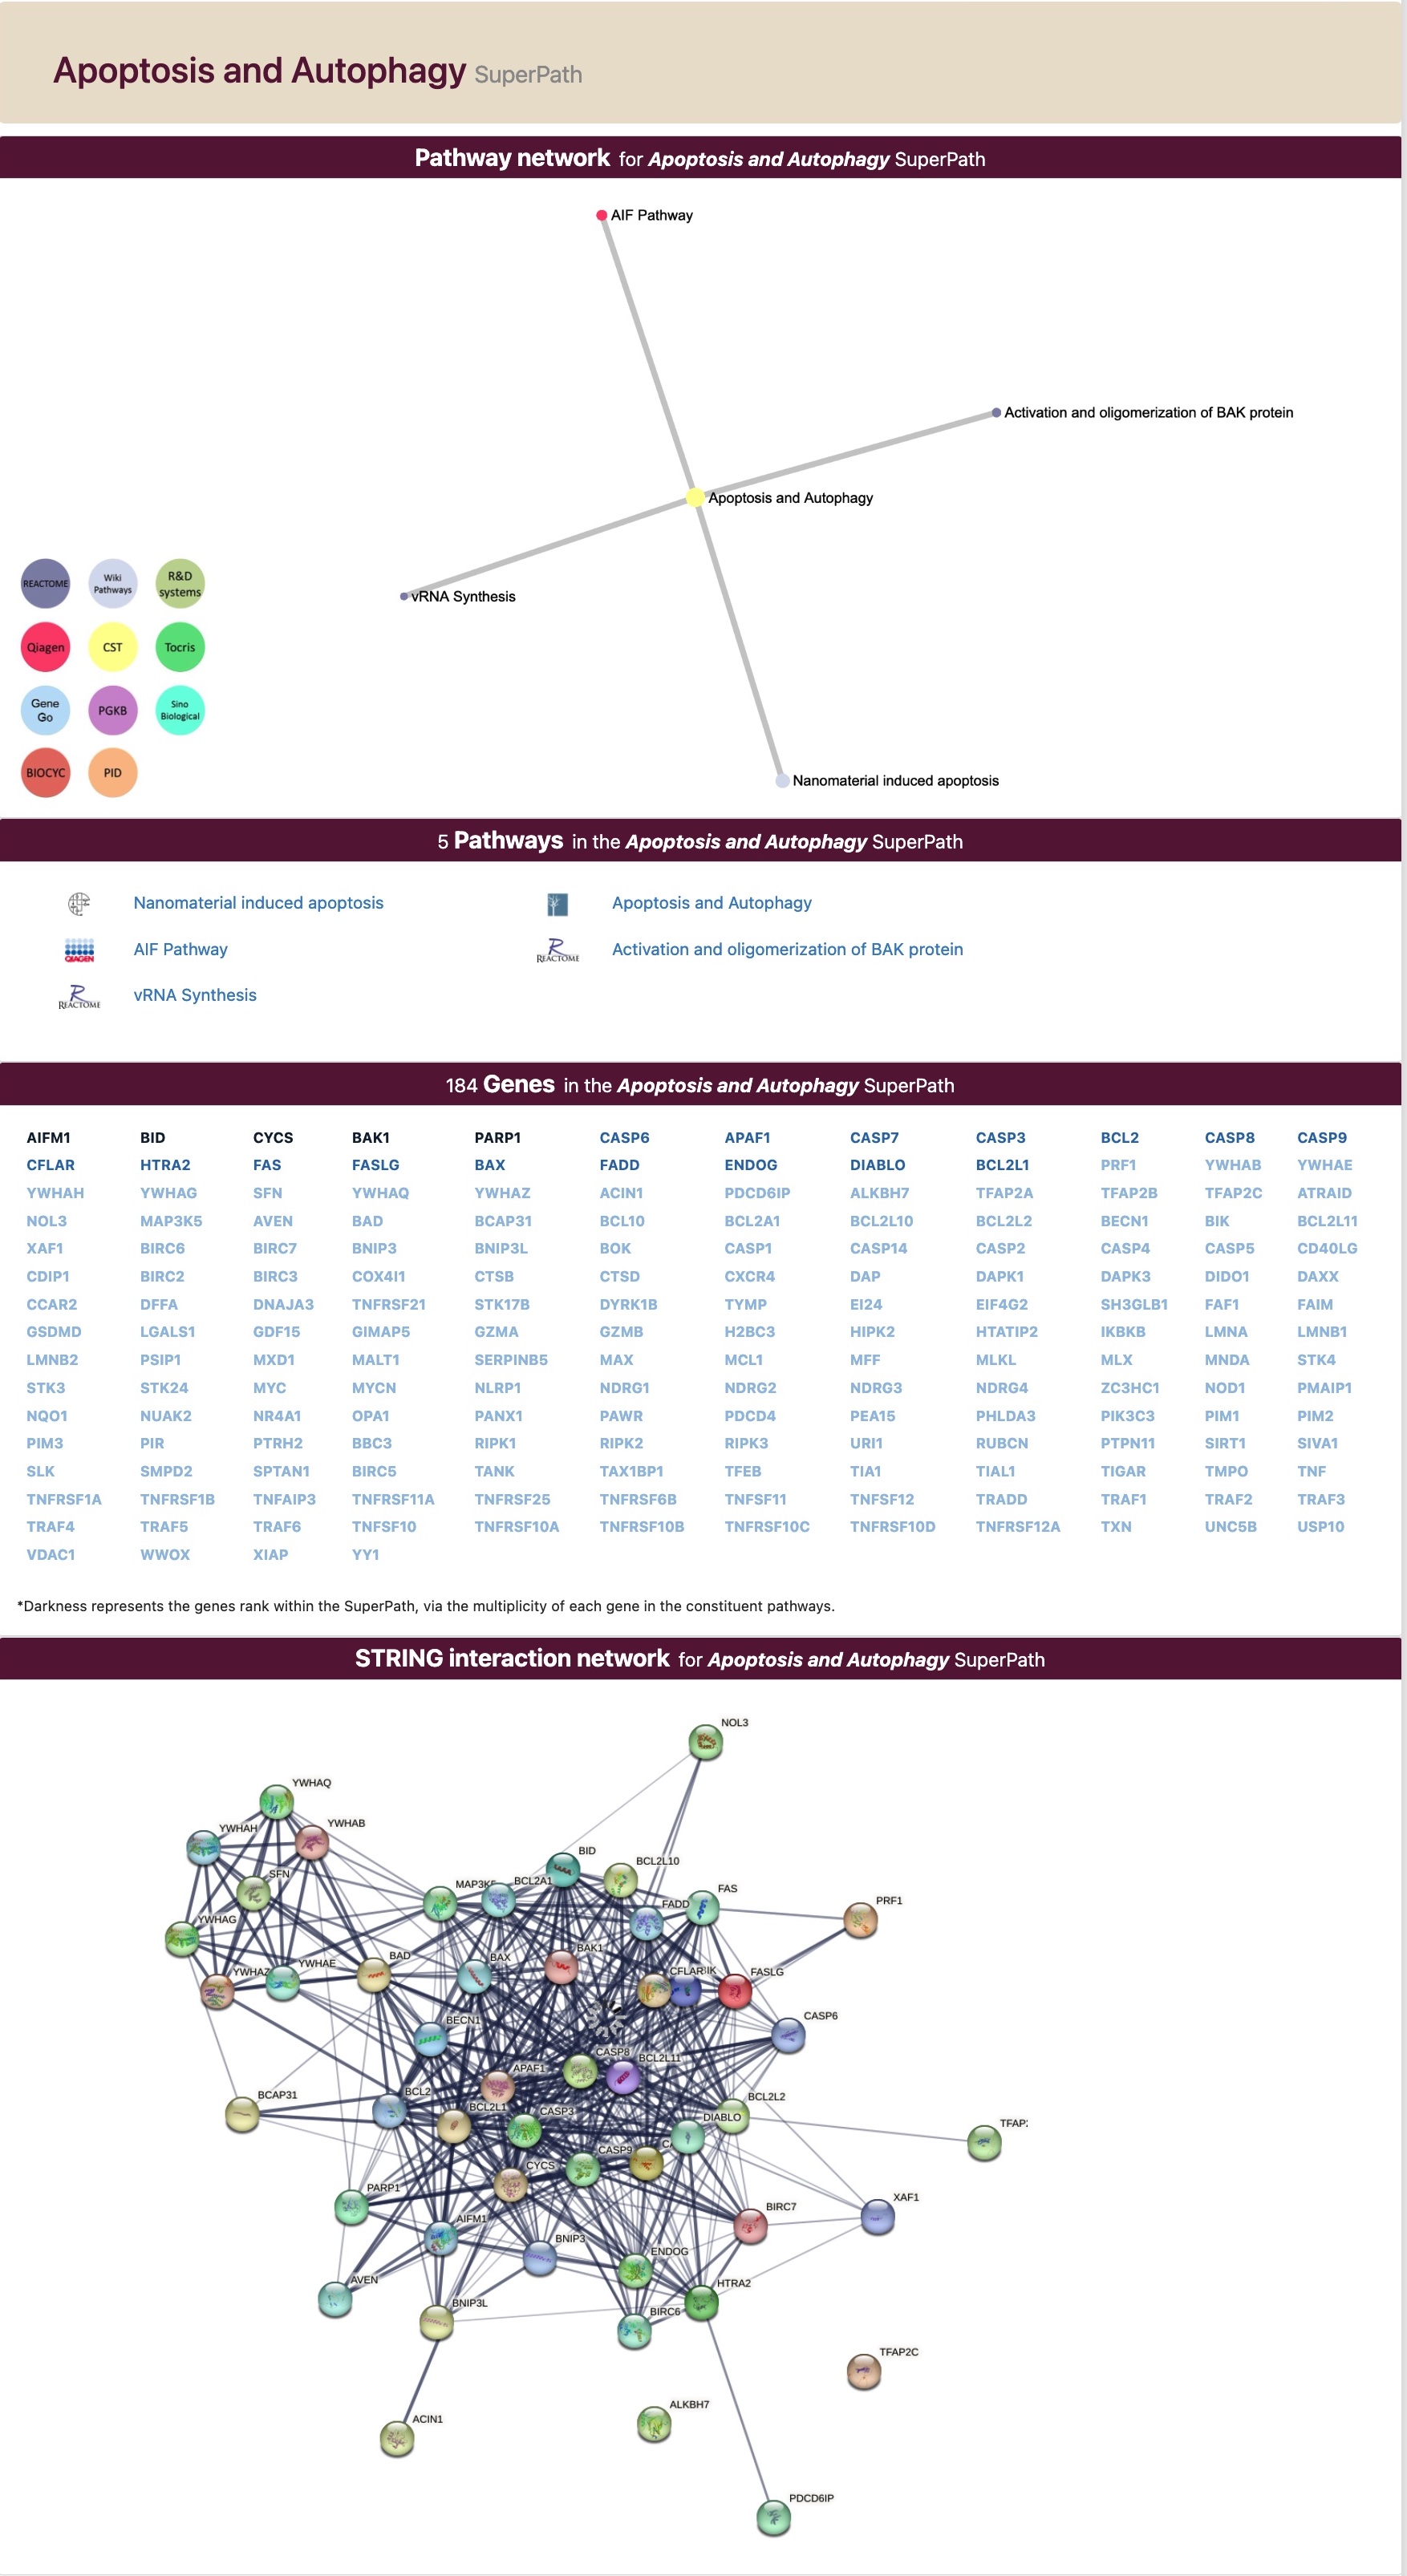 Apoptosis and Autophagy SuperPath
Pathway network for Apoptosis and Autophagy SuperPath
AIF Pathway
Activation and oligomerization of BAK protein
Apoptosis and Autophagy
vRNA Synthesis
Nanomaterial induced apoptosis
REACTOME
Wiki Pathways
R&D systems
Qiagen
CST
Tocris
Gene Go
PGKB
Sino Biological
BIOCYC
PID
5 Pathways in the Apoptosis and Autophagy SuperPath
Nanomaterial induced apoptosis
Apoptosis and Autophagy
QIAGEN AIF Pathway
REACTOME Activation and oligomerization of BAK protein
REACTOME vRNA Synthesis
184 Genes in the Apoptosis and Autophagy SuperPath
AIFM1 BID CYCS BAK1 PARP1 CASP6 APAF1 CASP7 CASP3 BCL2 CASP8 CASP9
CFLAR HTRA2 FAS FASLG BAX FADD ENDOG DIABLO BCL2L1 PRF1 YWHAB YWHAE
YWHAH YWHAG SFN YWHAQ YWHAZ ACIN1 PDCD6IP ALKBH7 TFAP2A TFAP2B TFAP2C ATRAID
NOL3 MAP3K5 AVEN BAD BCAP31 BCL10 BCL2A1 BCL2L10 BCL2L2 BECN1 BIK BCL2L11
XAF1 BIRC6 BIRC7 BNIP3 BNIP3L BOK CASP1 CASP14 CASP2 CASP4 CASP5 CD40LG
CDIP1 BIRC2 BIRC3 COX4I1 CTSB CTSD CXCR4 DAP DAPK1 DAPK3 DIDO1 DAXX
CCAR2 DFFA DNAJA3 TNFRSF21 STK17B DYRK1B TYMP EI24 EIF4G2 SH3GLB1 FAF1 FAIM
GSDMD LGALS1 GDF15 GIMAP5 GZMA GZMB H2BC3 HIPK2 HTATIP2 IKBKB LMNA LMNB1
LMNB2 PSIP1 MXD1 MALT1 SERPINB5 MAX MCL1 MFF MLKL MLX MNDA STK4
STK3 STK24 MYC MYCN NLRP1 NDRG1 NDRG2 NDRG3 NDRG4 ZC3HC1 NOD1 PMAIP1
NQO1 NUAK2 NR4A1 OPA1 PANX1 PAWR PDCD4 PEA15 PHLDA3 PIK3C3 PIM1 PIM2
PIM3 PIR PTRH2 BBC3 RIPK1 RIPK2 RIPK3 URI1 RUBCN PTPN11 SIRT1 SIVA1
SLK SMPD2 SPTAN1 BIRC5 TANK TAX1BP1 TFEB TIA1 TIAL1 TIGAR TMPO TNF
TNFRSF1A TNFRSF1B TNFAIP3 TNFRSF11A TNFRSF25 TNFRSF6B TNFSF11 TNFSF12 TRADD TRAF1 TRAF2 TRAF3
TRAF4 TRAF5 TRAF6 TNFSF10 TNFRSF10A TNFRSF10B TNFRSF10C TNFRSF10D TNFRSF12A TXN UNC5B USP10
VDAC1 WWOX XIAP YY1
*Darkness represents the genes rank within the SuperPath, via the multiplicity of each gene in the constituent pathways.
STRING interaction network for Apoptosis and Autophagy SuperPath
NOL3
YWHAQ
YWHAB
YWHAH
BID
BCL2L10
SFN
BCL2A1
FAS
PRF1
FADD
YWHAG
BAK1
BAD
BAX
YWHAE
YWHAZ
CFLAR
FASLG
CASP6
BECN1
CASP8
BCL2L11
APAF1
BCL2
BCAP31
BCL2L2
BCL2L1
CASP3
DIABLO
CASP9
CYCS
PARP1
XAF1
BIRC7
AIFM1
BNIP3
ENDOG
AVEN
HTRA2
BNIP3L
BIRC6
TFAP2C
ALKBH7
ACIN1
PDCD6IP